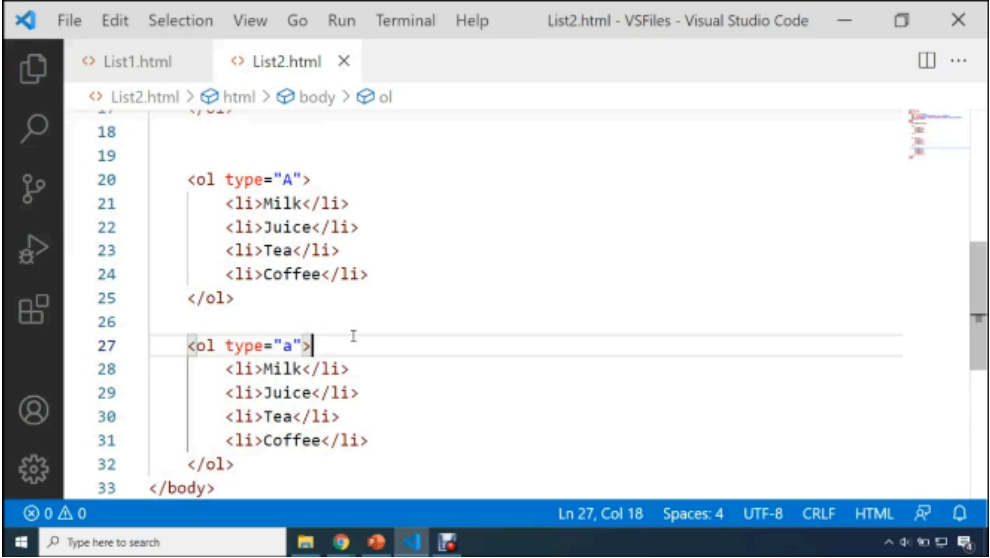 File Edit Selection View Go Run Terminal Help List2.html - VSFiles - Visual Studio Code
List1.html List2.html
List2.html > html > body > ol
17 </ol>
18
19
20 <ol type="A">
21 <li>Milk</li>
22 <li>Juice</li>
23 <li>Tea</li>
24 <li>Coffee</li>
25 </ol>
26
27 <ol type="a">
28 <li>Milk</li>
29 <li>Juice</li>
30 <li>Tea</li>
31 <li>Coffee</li>
32 </ol>
33 </body>
0 0 Ln 27, Col 18 Spaces: 4 UTF-8 CRLF HTML
Type here to search